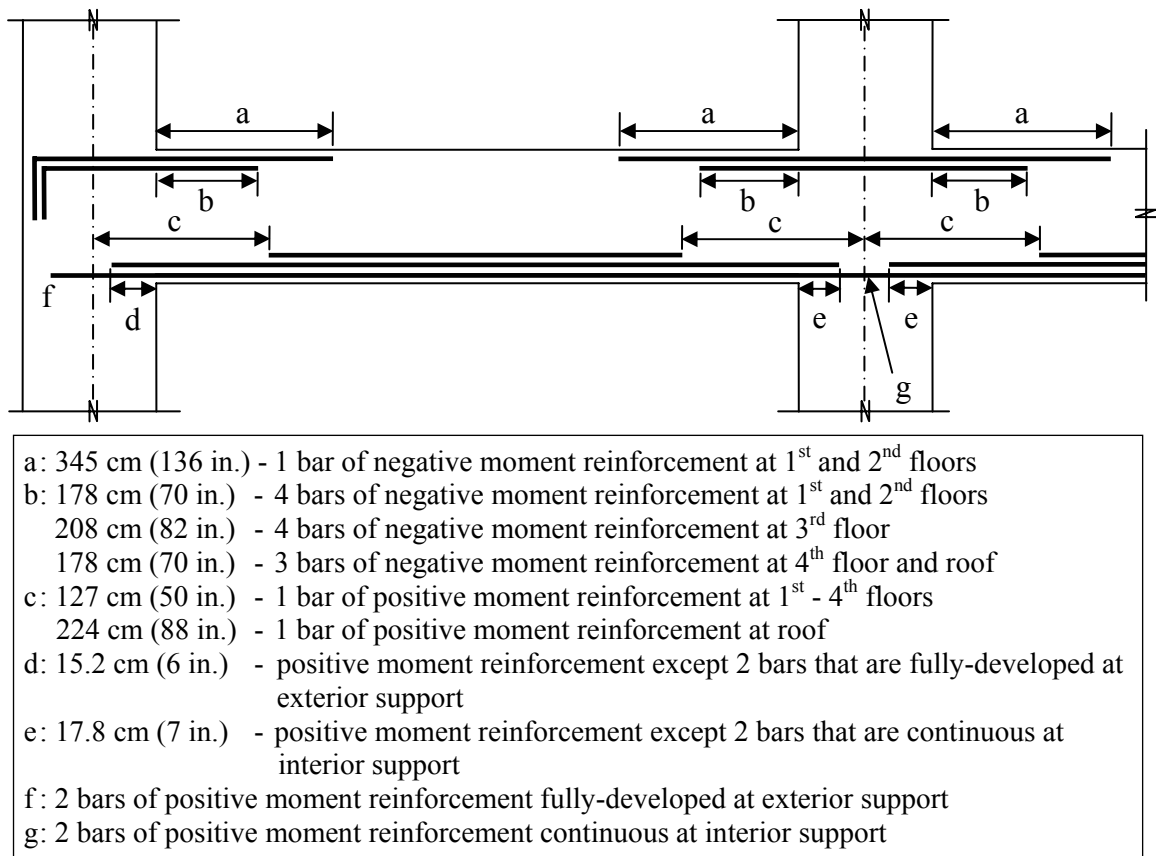 a a a
b b b
c c c
f d e e
g
a: 345 cm (136 in.) - 1 bar of negative moment reinforcement at 1st and 2nd floors
b: 178 cm (70 in.) - 4 bars of negative moment reinforcement at 1st and 2nd floors
208 cm (82 in.) - 4 bars of negative moment reinforcement at 3rd floor
178 cm (70 in.) - 3 bars of negative moment reinforcement at 4th floor and roof
c: 127 cm (50 in.) - 1 bar of positive moment reinforcement at 1st - 4th floors
224 cm (88 in.) - 1 bar of positive moment reinforcement at roof
d: 15.2 cm (6 in.) - positive moment reinforcement except 2 bars that are fully-developed at
exterior support
e: 17.8 cm (7 in.) - positive moment reinforcement except 2 bars that are continuous at
interior support
f: 2 bars of positive moment reinforcement fully-developed at exterior support
g: 2 bars of positive moment reinforcement continuous at interior support